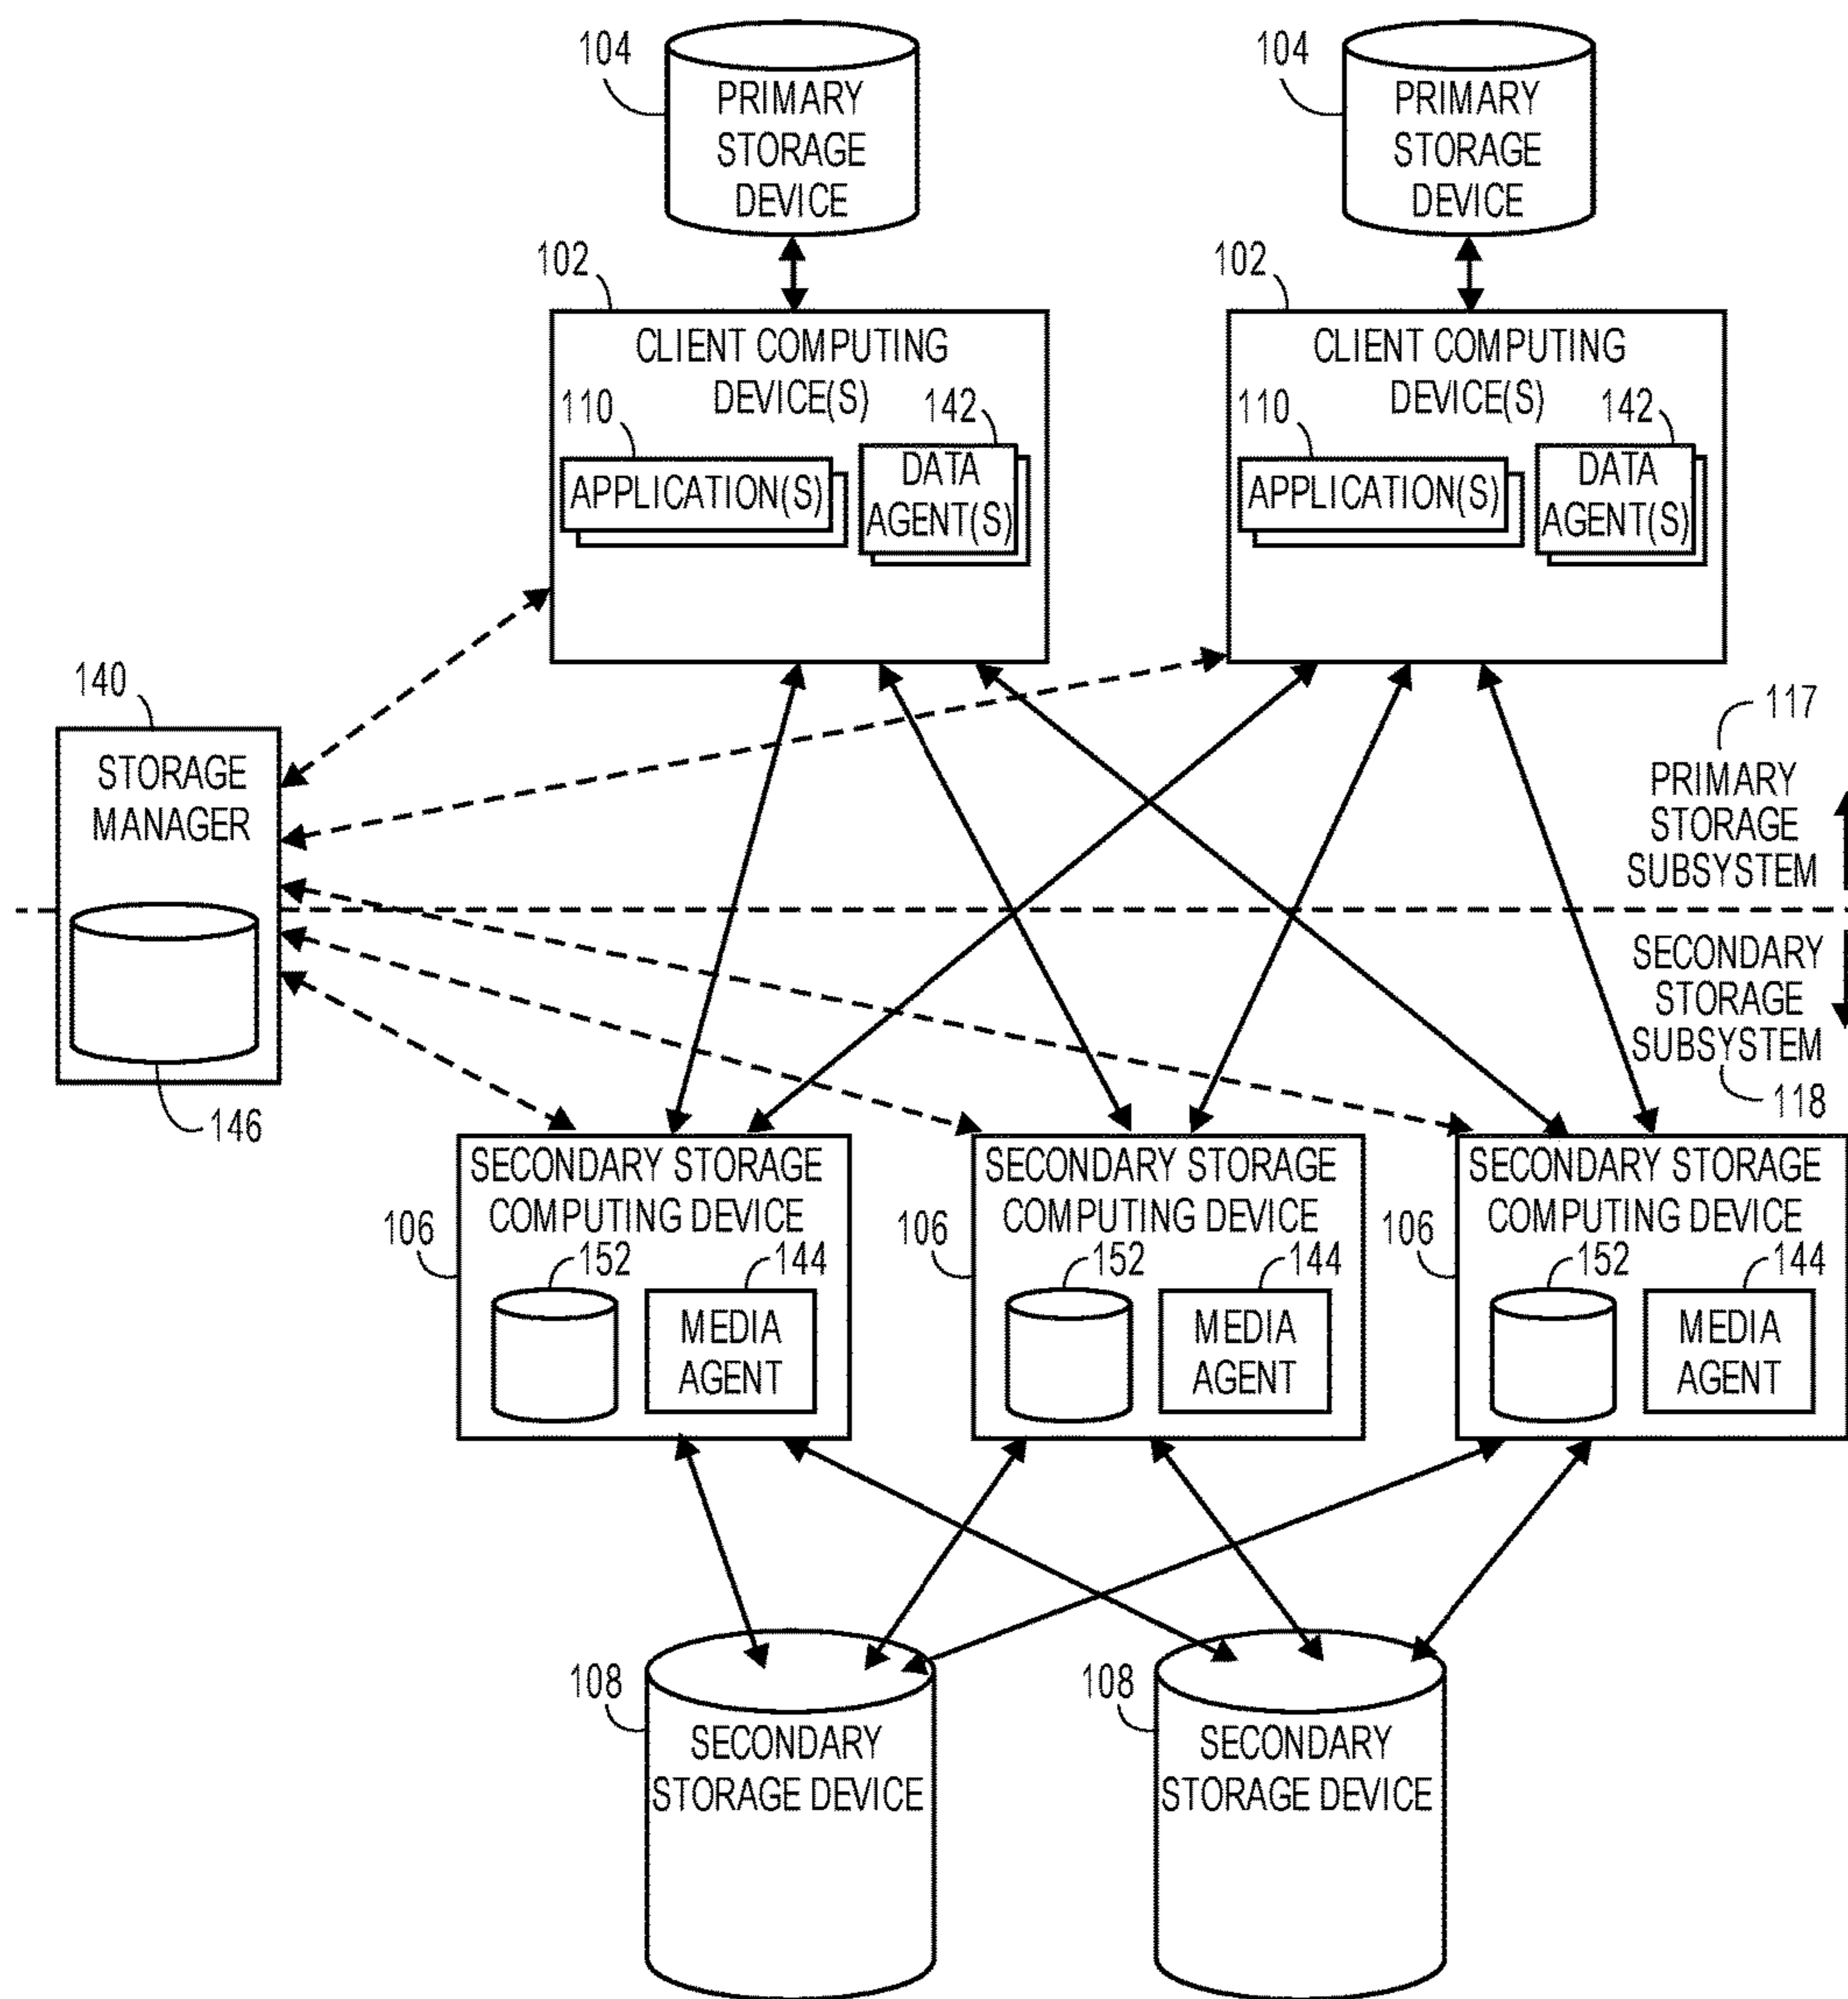 104
PRIMARY
STORAGE
DEVICE
104
PRIMARY
STORAGE
DEVICE
102
CLIENT COMPUTING
DEVICE(S)
110
142
APPLICATION(S)
DATA
AGENT(S)
102
CLIENT COMPUTING
DEVICE(S)
110
142
APPLICATION(S)
DATA
AGENT(S)
140
STORAGE
MANAGER
146
117
PRIMARY
STORAGE
SUBSYSTEM
SECONDARY
STORAGE
SUBSYSTEM
118
SECONDARY STORAGE
COMPUTING DEVICE
106
152
144
MEDIA
AGENT
SECONDARY STORAGE
COMPUTING DEVICE
106
152
144
MEDIA
AGENT
SECONDARY STORAGE
COMPUTING DEVICE
106
152
144
MEDIA
AGENT
108
SECONDARY
STORAGE DEVICE
108
SECONDARY
STORAGE DEVICE